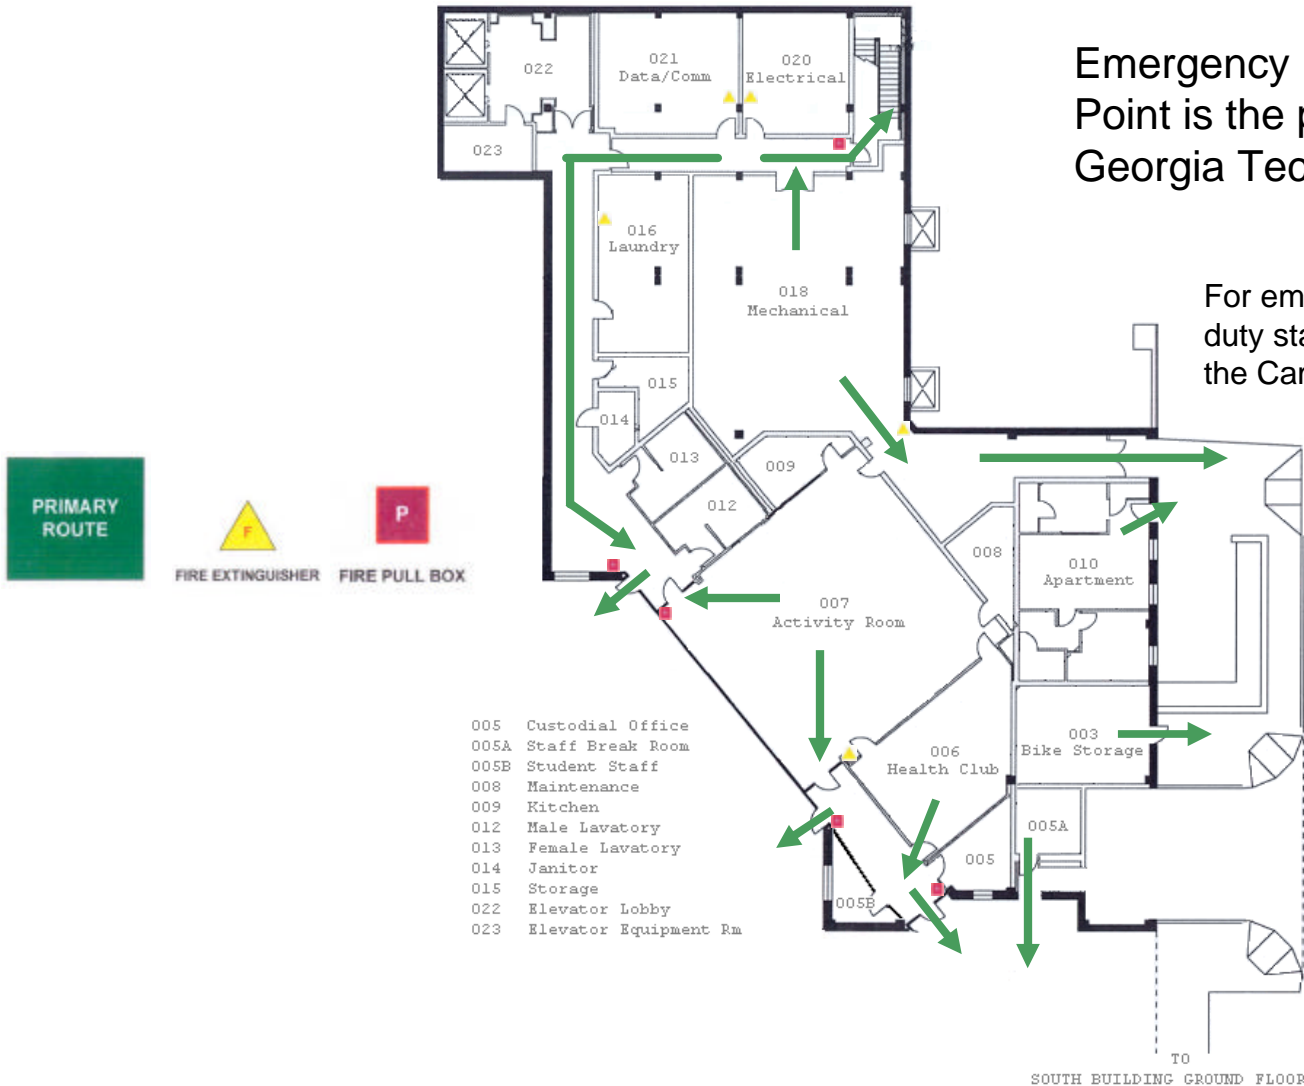 Emergency
Point is the
Georgia Tec
For em
duty sta
the Car
022
021
Data/Comm
020
Electrical
023
016
Laundry
018
Mechanical
015
014
013
009
012
008
010
Apartment
007
Activity Room
003
Bike Storage
006
Health Club
005A
005
005B
PRIMARY
ROUTE
F
FIRE EXTINGUISHER
P
FIRE PULL BOX
005 Custodial Office
005A Staff Break Room
005B Student Staff
008 Maintenance
009 Kitchen
012 Male Lavatory
013 Female Lavatory
014 Janitor
015 Storage
022 Elevator Lobby
023 Elevator Equipment Rm
TO
SOUTH BUILDING GROUND FLOOR